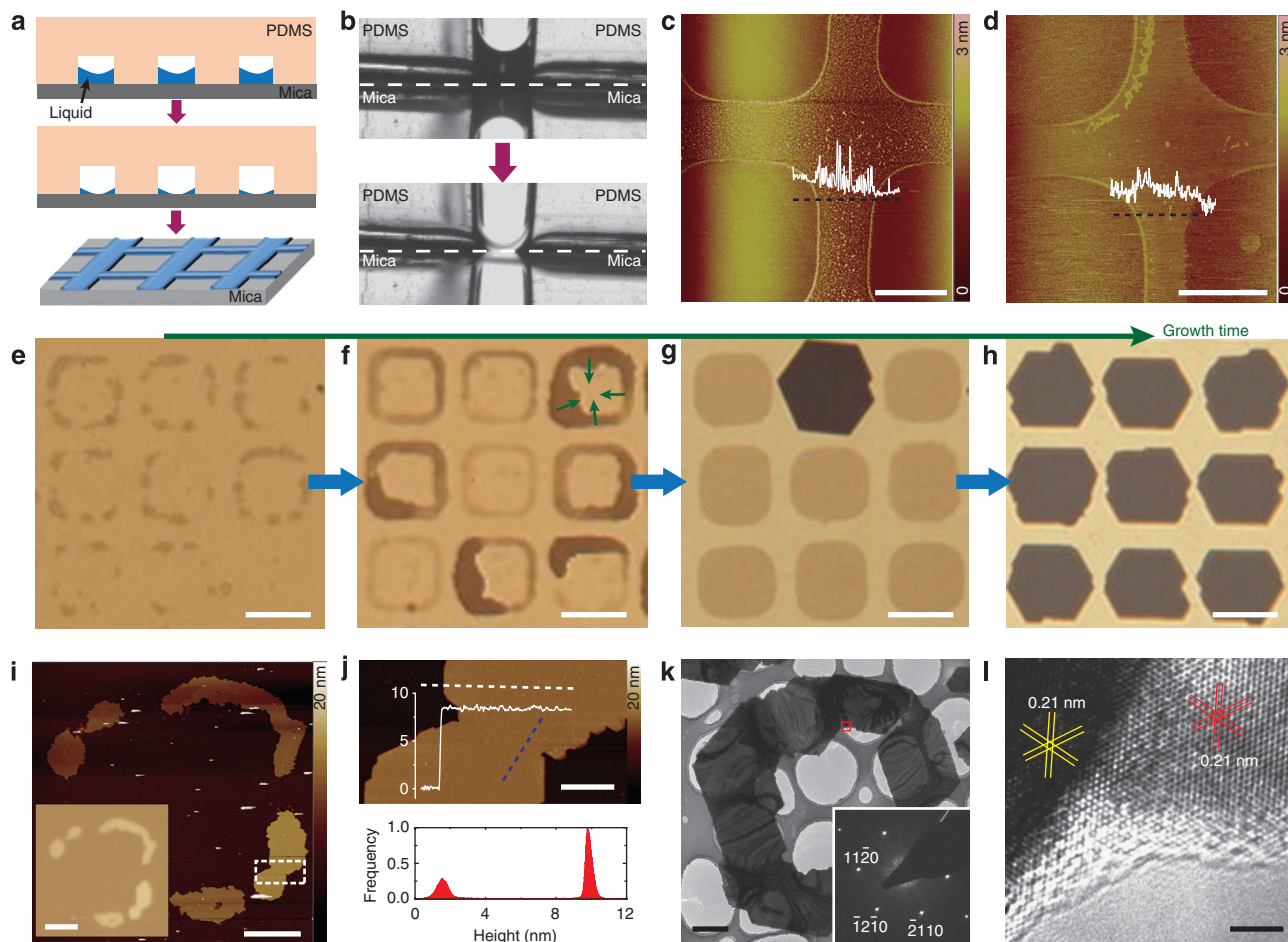 a
PDMS
Liquid
Mica
Mica
b
PDMS
PDMS
Mica
Mica
PDMS
PDMS
Mica
Mica
c
3 nm
0
d
3 nm
0
Growth time
e
f
g
h
i
20 nm
j
10
5
0
20 nm
Frequency
1.0
0.5
0.0
0
4
8
12
Height (nm)
k
112̄0
1̄21̄0
2̄110
l
0.21 nm
0.21 nm